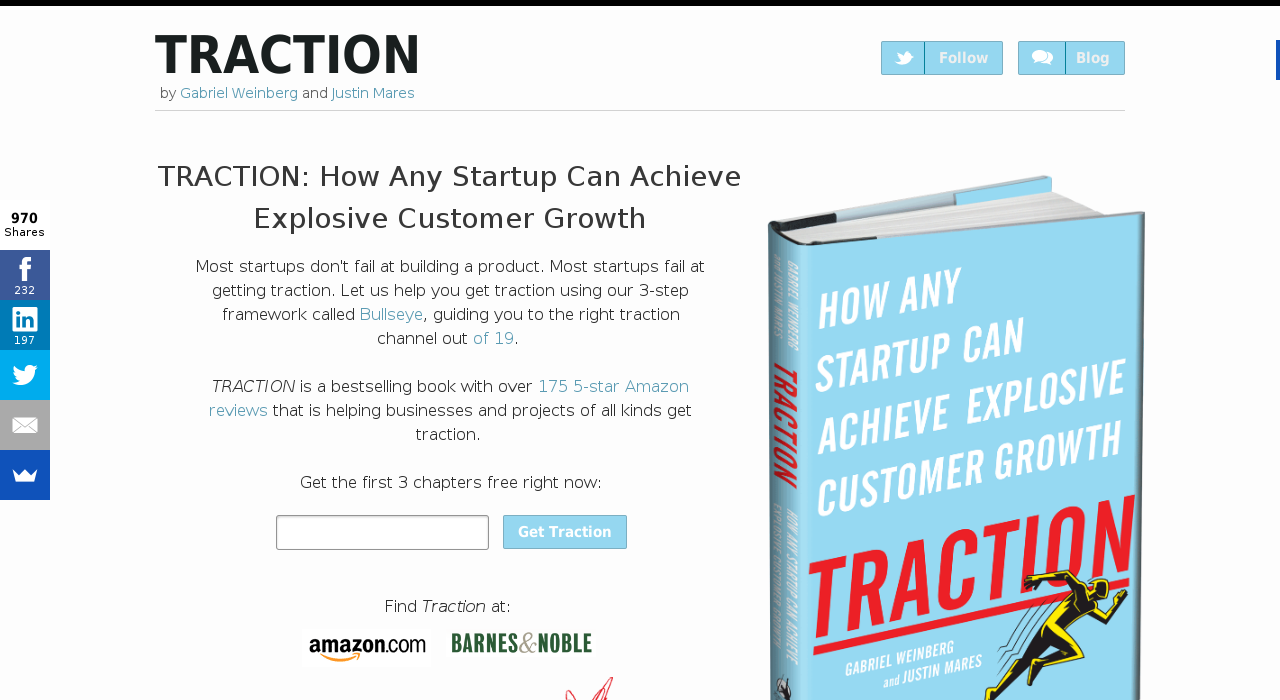 TRACTION
by Gabriel Weinberg and Justin Mares
Follow
Blog
970
Shares
232
197
TRACTION: How Any Startup Can Achieve
Explosive Customer Growth
Most startups don't fail at building a product. Most startups fail at
getting traction. Let us help you get traction using our 3-step
framework called Bullseye, guiding you to the right traction
channel out of 19.
TRACTION is a bestselling book with over 175 5-star Amazon
reviews that is helping businesses and projects of all kinds get
traction.
Get the first 3 chapters free right now:
Get Traction
Find Traction at:
amazon.com
BARNES&NOBLE
GABRIEL WEINBERG
and JUSTIN MARES
TRACTION
HOW ANY STARTUP CAN ACHIEVE
EXPLOSIVE CUSTOMER GROWTH
HOW ANY
STARTUP CAN
ACHIEVE EXPLOSIVE
CUSTOMER GROWTH
TRACTION
GABRIEL WEINBERG
and JUSTIN MARES